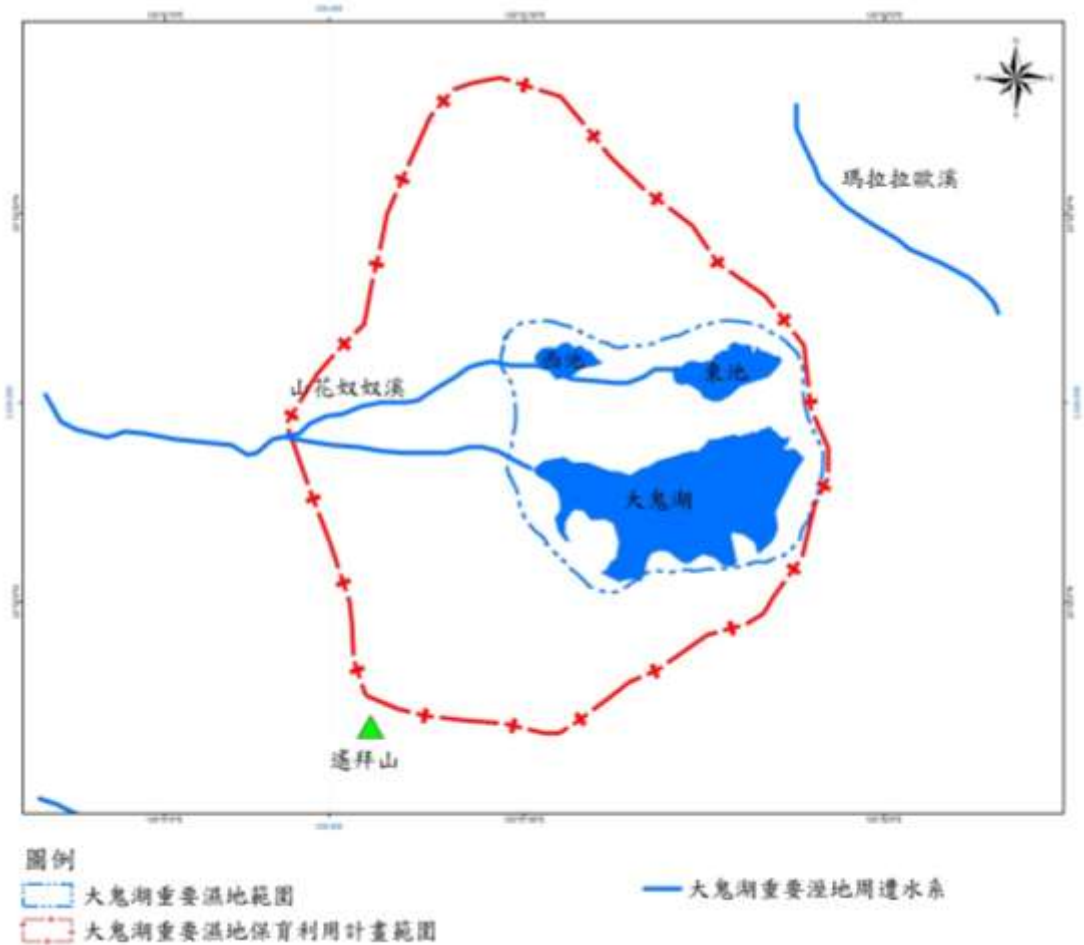 瑪拉拉歐溪
西池
東池
山花奴奴溪
大鬼湖
遙拜山
圖例
大鬼湖重要濕地範圍
大鬼湖重要溼地周遭水系
大鬼湖重要濕地保育利用計畫範圍